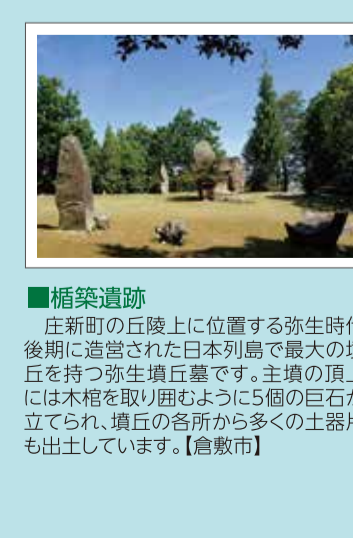 ■楯築遺跡
　庄新町の丘陵上に位置する弥生時代
後期に造営された日本列島で最大の墳
丘を持つ弥生墳丘墓です。主墳の頂上
には木棺を取り囲むように5個の巨石が
立てられ、墳丘の各所から多くの土器片
も出土しています。【倉敷市】